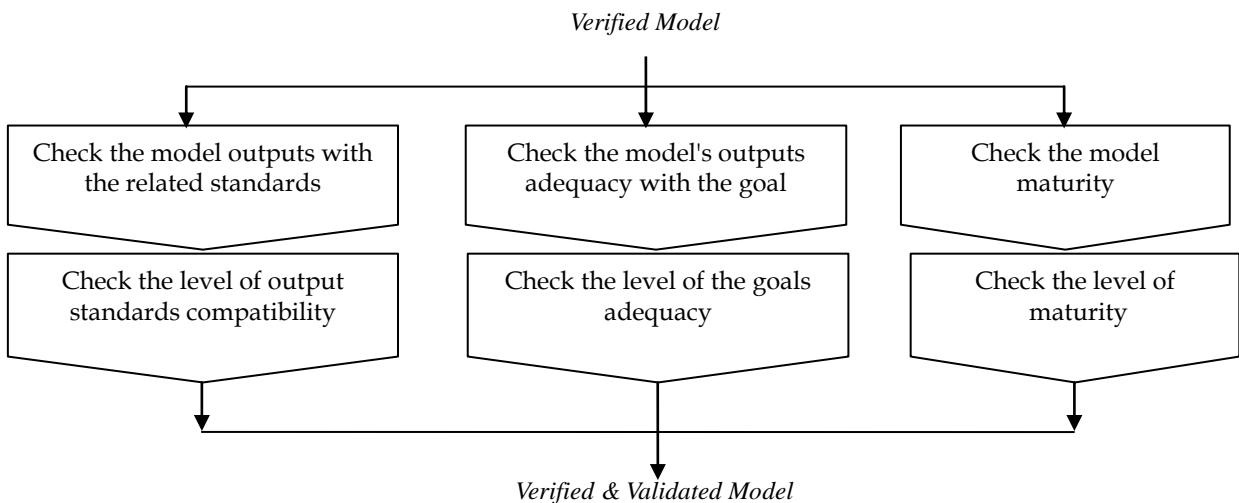 Verified Model
Check the model outputs with
the related standards
Check the model's outputs
adequacy with the goal
Check the model
maturity
Check the level of output
standards compatibility
Check the level of the goals
adequacy
Check the level of
maturity
Verified & Validated Model